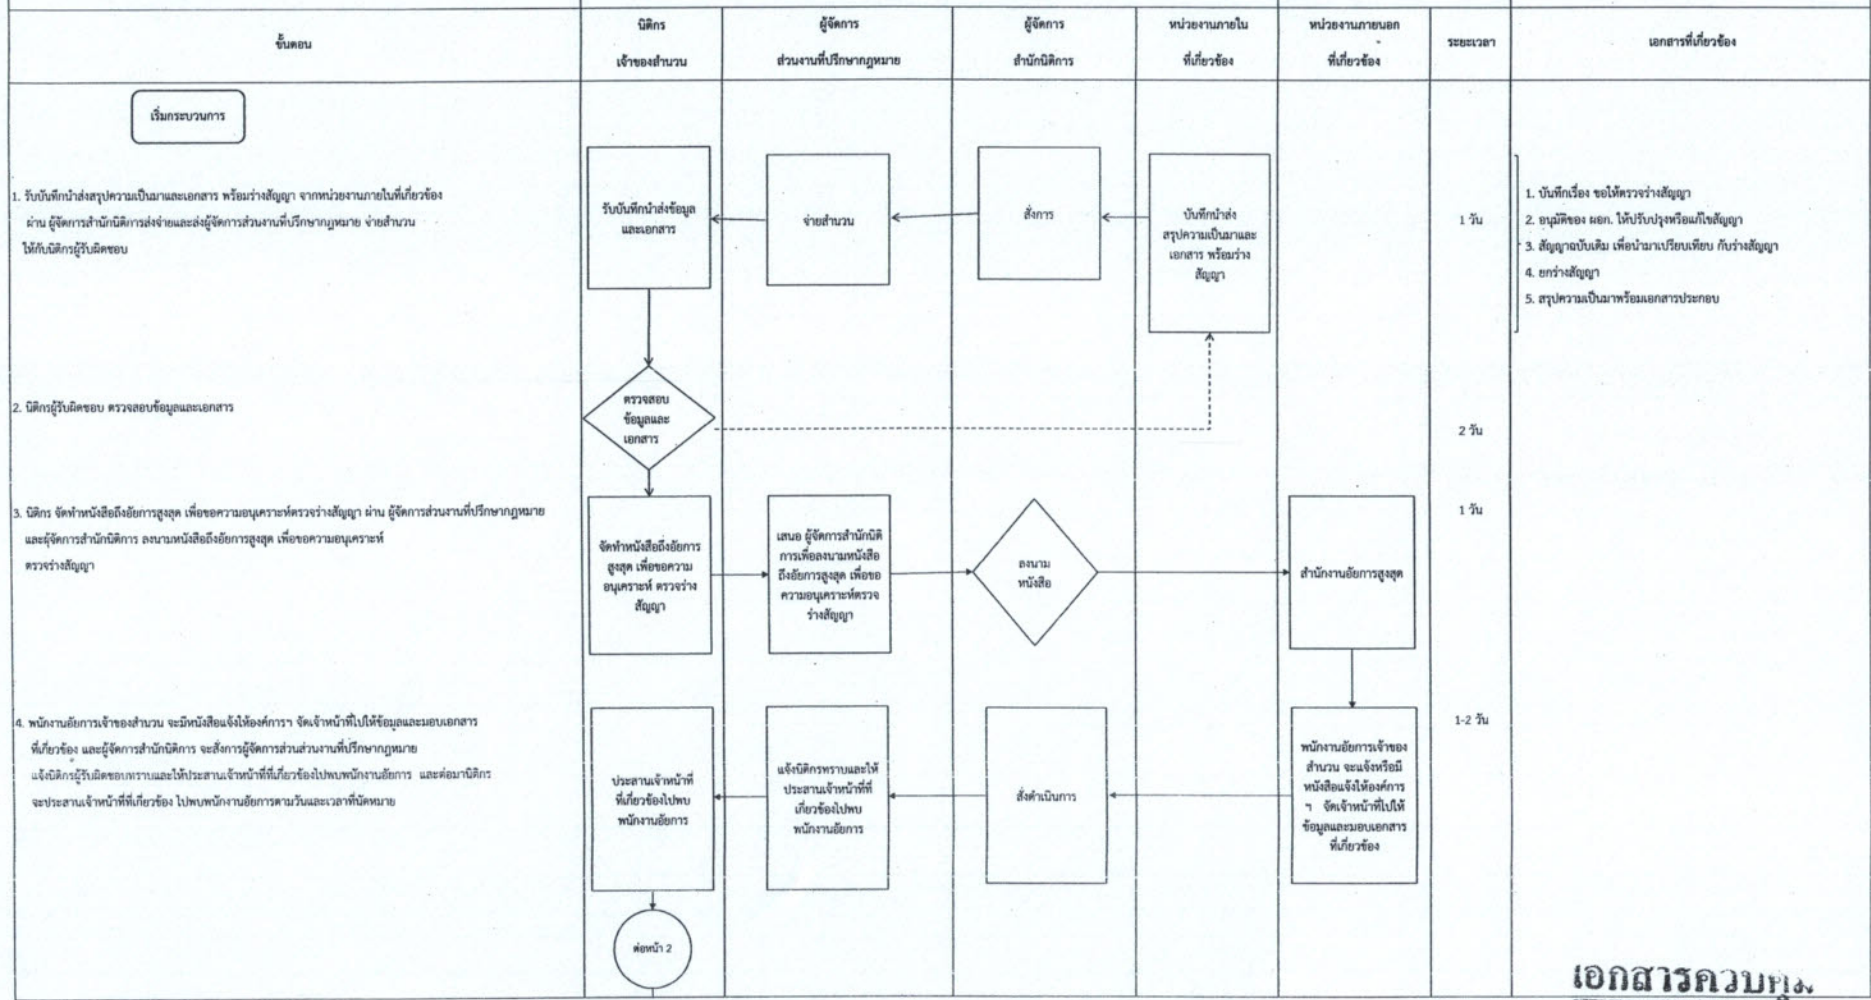 ขั้นตอน
นิติกร
เจ้าของสำนวน
ผู้จัดการ
ส่วนงานที่ปรึกษากฎหมาย
ผู้จัดการ
สำนักนิติการ
หน่วยงานภายใน
ที่เกี่ยวข้อง
หน่วยงานภายนอก
ที่เกี่ยวข้อง
ระยะเวลา
เอกสารที่เกี่ยวข้อง
เริ่มกระบวนการ
1. รับบันทึกนำส่งสรุปความเป็นมาและเอกสาร พร้อมร่างสัญญา จากหน่วยงานภายในที่เกี่ยวข้อง
ผ่าน ผู้จัดการสำนักนิติการส่งจ่ายและส่งผู้จัดการส่วนงานที่ปรึกษากฎหมาย จ่ายสำนวน
ให้กับนิติกรผู้รับผิดชอบ
รับบันทึกนำส่งข้อมูล
และเอกสาร
จ่ายสำนวน
สั่งการ
บันทึกนำส่ง
สรุปความเป็นมาและ
เอกสาร พร้อมร่าง
สัญญา
1 วัน
1. บันทึกเรื่อง ขอให้ตรวจร่างสัญญา
2. อนุมัติของ ผอก. ให้ปรับปรุงหรือแก้ไขสัญญา
3. สัญญาฉบับเดิม เพื่อนำมาเปรียบเทียบ กับร่างสัญญา
4. ยกร่างสัญญา
5. สรุปความเป็นมาพร้อมเอกสารประกอบ
2. นิติกรผู้รับผิดชอบ ตรวจสอบข้อมูลและเอกสาร
ตรวจสอบ
ข้อมูลและ
เอกสาร
2 วัน
3. นิติกร จัดทำหนังสือถึงอัยการสูงสุด เพื่อขอความอนุเคราะห์ตรวจร่างสัญญา ผ่าน ผู้จัดการส่วนงานที่ปรึกษากฎหมาย
และผู้จัดการสำนักนิติการ ลงนามหนังสือถึงอัยการสูงสุด เพื่อขอความอนุเคราะห์
ตรวจร่างสัญญา
จัดทำหนังสือถึงอัยการ
สูงสุด เพื่อขอความ
อนุเคราะห์ ตรวจร่าง
สัญญา
เสนอ ผู้จัดการสำนักนิติ
การเพื่อลงนามหนังสือ
ถึงอัยการสูงสุด เพื่อขอ
ความอนุเคราะห์ตรวจ
ร่างสัญญา
ลงนาม
หนังสือ
สำนักงานอัยการสูงสุด
1 วัน
4. พนักงานอัยการเจ้าของสำนวน จะมีหนังสือแจ้งให้องค์การฯ จัดเจ้าหน้าที่ไปให้ข้อมูลและมอบเอกสาร
ที่เกี่ยวข้อง และผู้จัดการสำนักนิติการ จะสั่งการผู้จัดการส่วนส่วนงานที่ปรึกษากฎหมาย
แจ้งนิติกรผู้รับผิดชอบทราบและให้ประสานเจ้าหน้าที่ที่เกี่ยวข้องไปพบพนักงานอัยการ และต่อมานิติกร
จะประสานเจ้าหน้าที่ที่เกี่ยวข้อง ไปพบพนักงานอัยการตามวันและเวลาที่นัดหมาย
ประสานเจ้าหน้าที่
ที่เกี่ยวข้องไปพบ
พนักงานอัยการ
แจ้งนิติกรทราบและให้
ประสานเจ้าหน้าที่ที่
เกี่ยวข้องไปพบ
พนักงานอัยการ
สั่งดำเนินการ
พนักงานอัยการเจ้าของ
สำนวน จะแจ้งหรือมี
หนังสือแจ้งให้องค์การ
ฯ จัดเจ้าหน้าที่ไปให้
ข้อมูลและมอบเอกสาร
ที่เกี่ยวข้อง
1-2 วัน
ต่อหน้า 2
เอกสารควบคุม